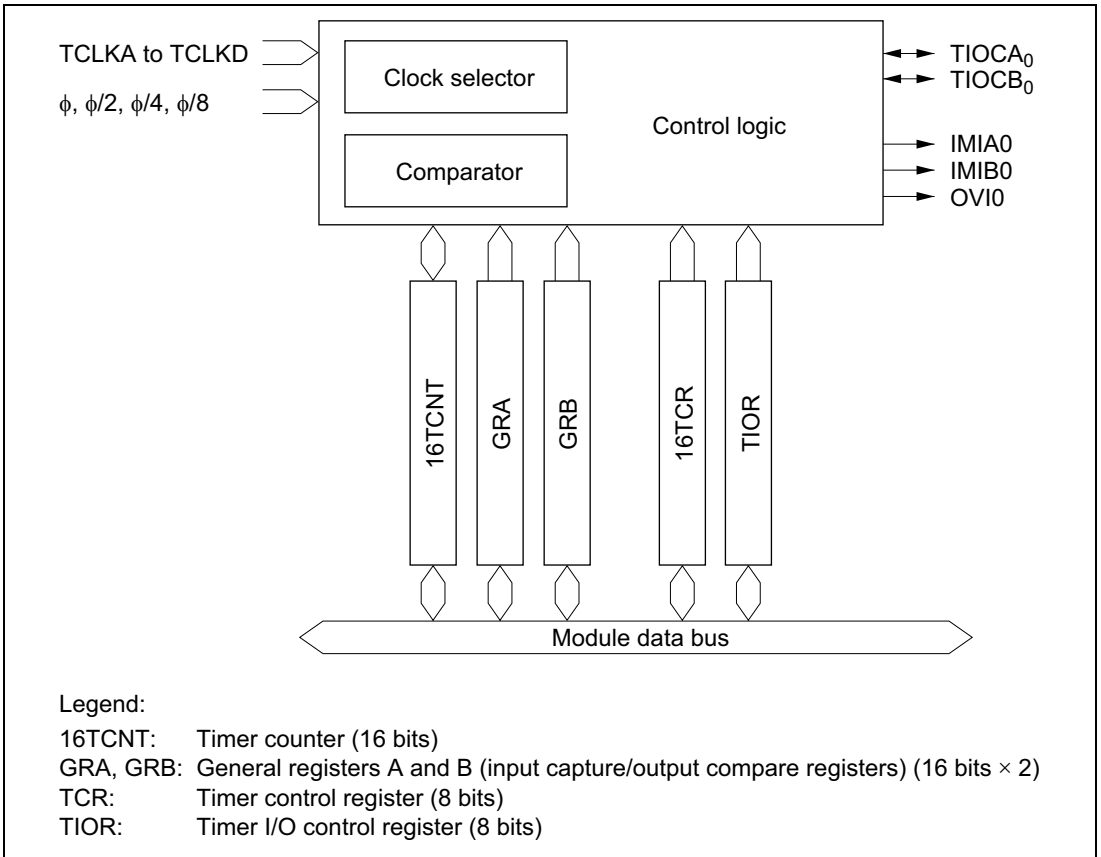 TCLKA to TCLKD
ϕ, ϕ/2, ϕ/4, ϕ/8
Clock selector
Comparator
Control logic
TIOCA₀
TIOCB₀
IMIA0
IMIB0
OVI0
16TCNT
GRA
GRB
16TCR
TIOR
Module data bus
Legend:
16TCNT: Timer counter (16 bits)
GRA, GRB: General registers A and B (input capture/output compare registers) (16 bits × 2)
TCR: Timer control register (8 bits)
TIOR: Timer I/O control register (8 bits)